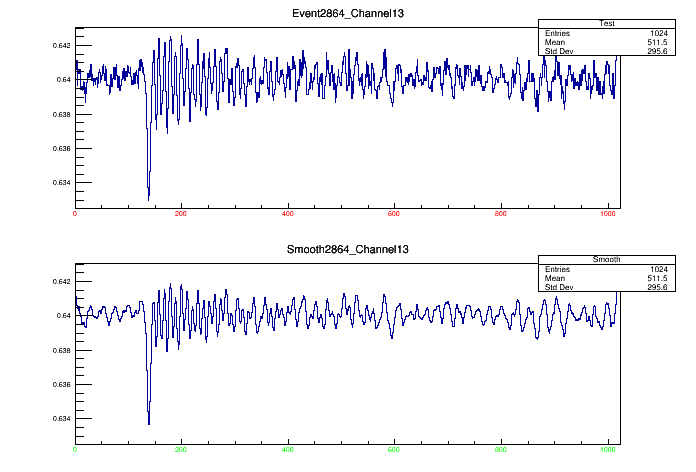 Event2864_Channel13
Test
Entries 1024
Mean 511.5
Std Dev 295.6
0.642
0.64
0.638
0.636
0.634
0 200 400 600 800 1000
Smooth2864_Channel13
Smooth
Entries 1024
Mean 511.5
Std Dev 295.6
0.642
0.64
0.638
0.636
0.634
0 200 400 600 800 1000